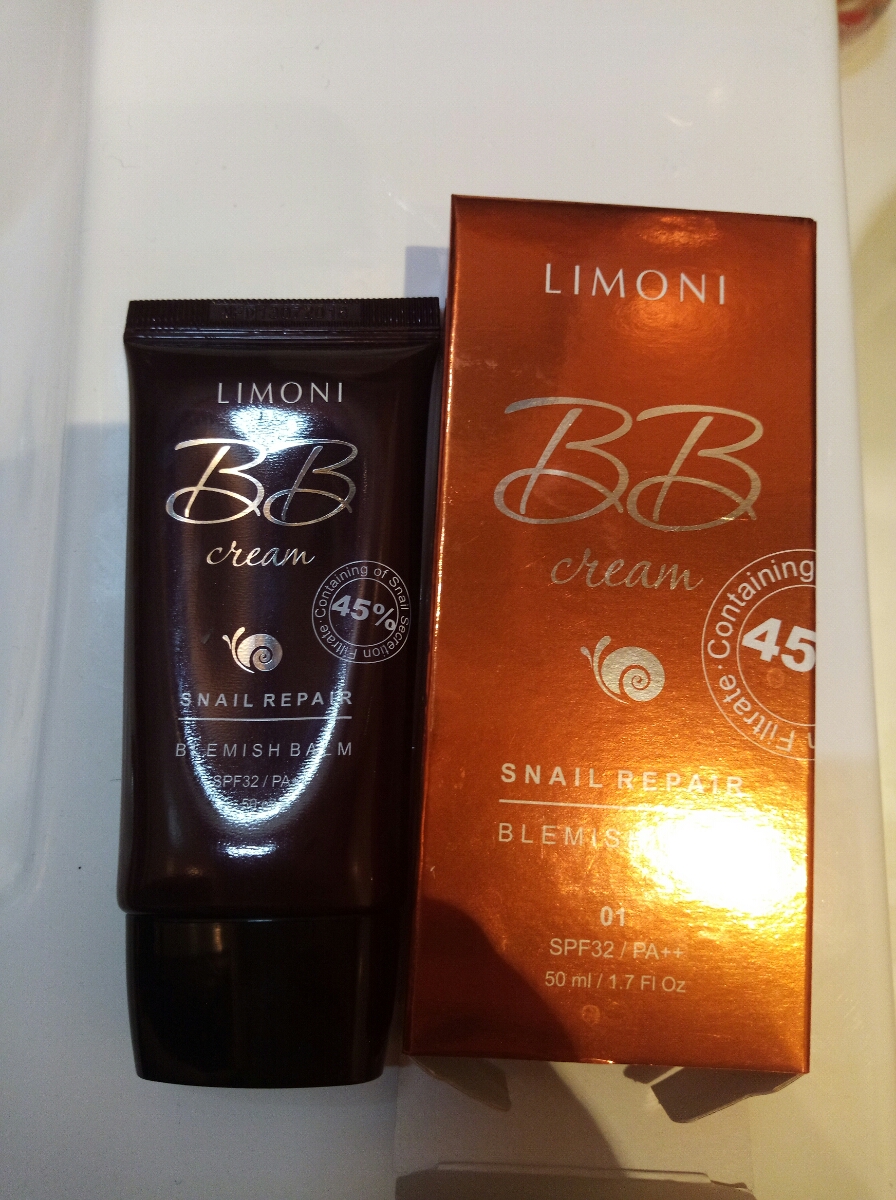 LIMONI
BB
cream
Containing of Snail Secretion Filtrate
45%
SNAIL REPAIR
BLEMISH BALM
SPF32 / PA
50
LIMONI
BB
cream
Containing
45
Filtrate
SNAIL REPAIR
BLEMIS
01
SPF32 / PA++
50 ml / 1.7 Fl Oz